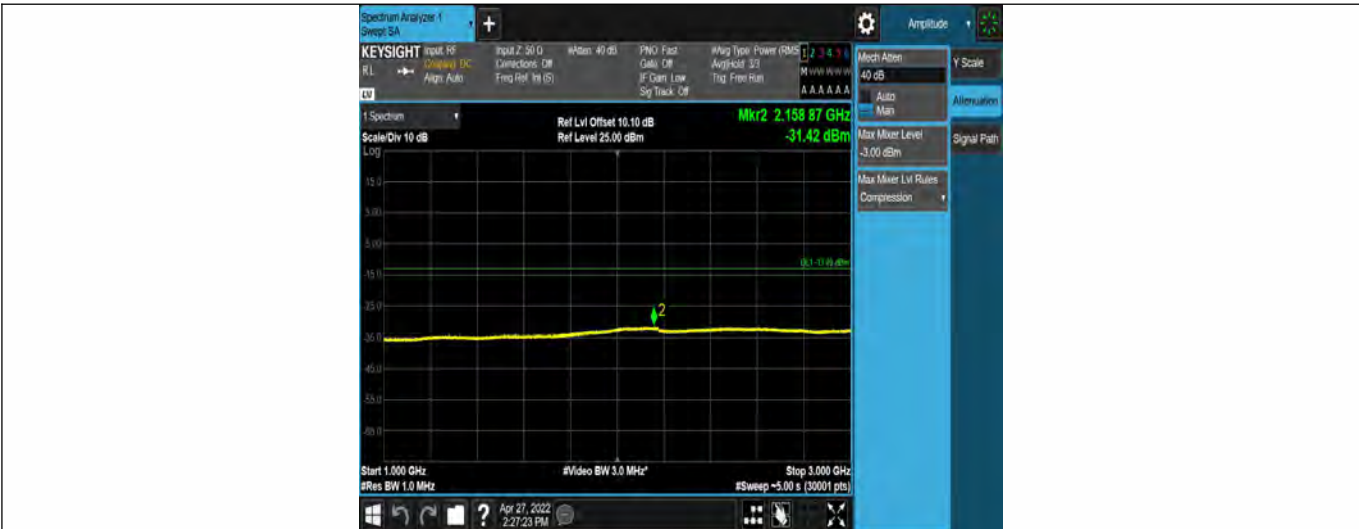 Spectrum Analyzer 1
Swept SA
+
Amplitude
KEYSIGHT Input: RF
Input Z: 50 Ω
#Atten: 40 dB
PNO: Fast
#Avg Type: Power (RMS
1 2 3 4 5 6
RL
Coupling: DC
Corrections: Off
Gate: Off
Avg|Hold: 3/3
Align: Auto
Freq Ref: Int (S)
IF Gain: Low
Trig: Free Run
Sig Track: Off
M W W W W W
A A A A A A
Mech Atten
40 dB
Auto
Man
Max Mixer Level
-3.00 dBm
Max Mixer Lvl Rules
Compression
Y Scale
Attenuation
Signal Path
1 Spectrum
Scale/Div 10 dB
Log
Ref Lvl Offset 10.10 dB
Ref Level 25.00 dBm
Mkr2 2.158 87 GHz
-31.42 dBm
15.0
5.00
-5.00
-15.0
-25.0
-35.0
-45.0
-55.0
-65.0
2
Start 1.000 GHz
#Video BW 3.0 MHz*
Stop 3.000 GHz
#Res BW 1.0 MHz
#Sweep ~5.00 s (30001 pts)
?
Apr 27, 2022
2:27:23 PM